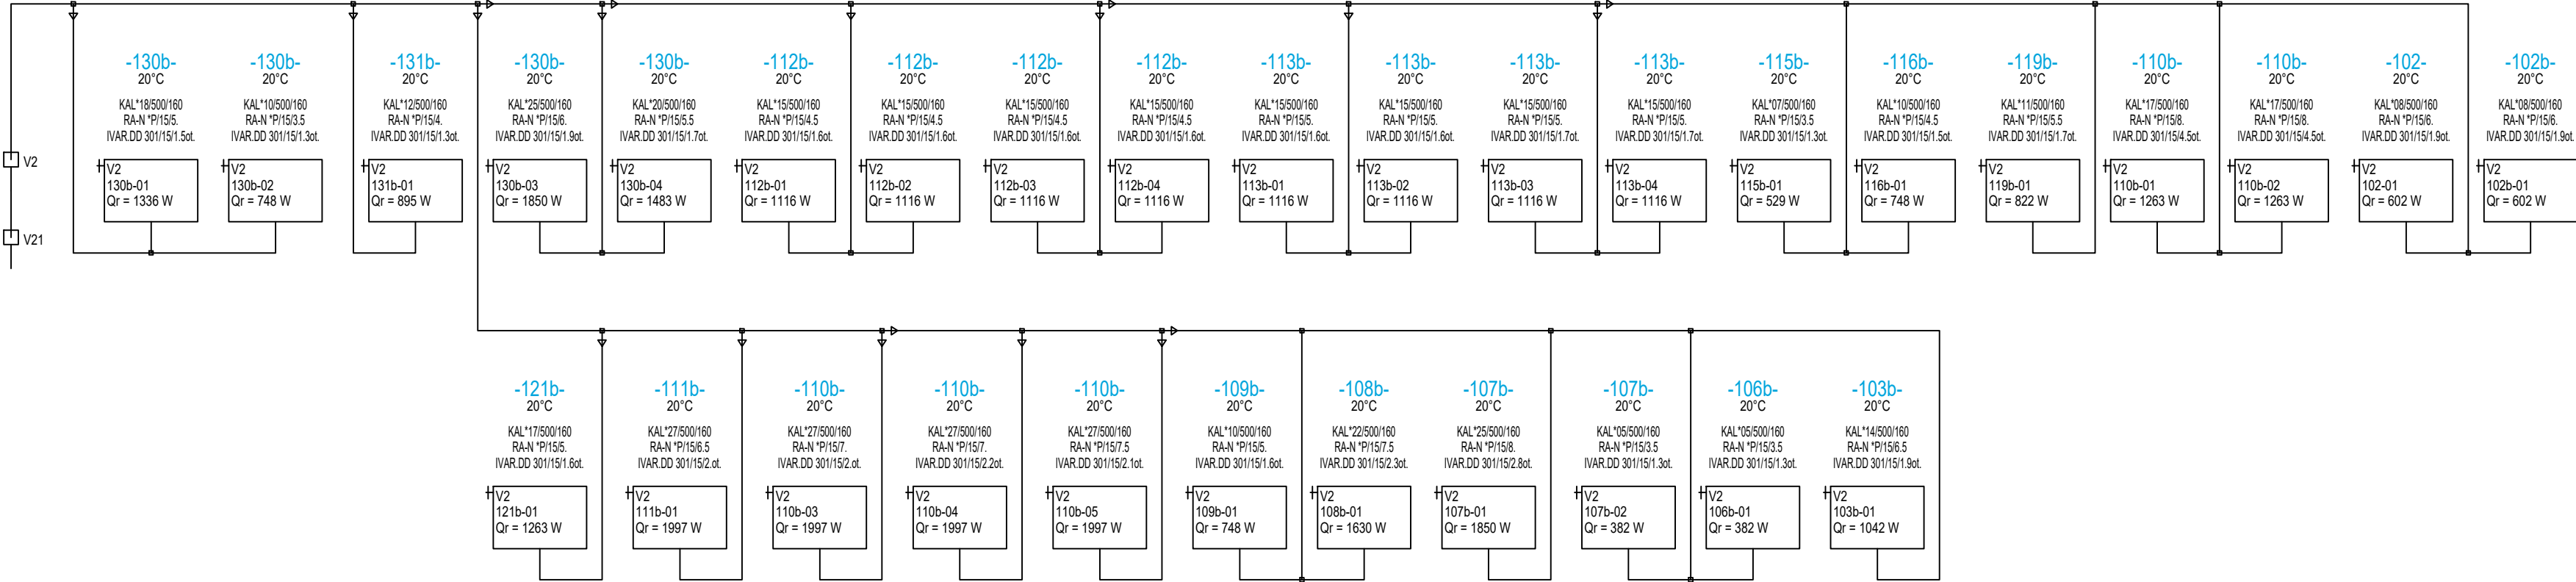 -130b-
20°C
KAL*18/500/160
RA-N *P/15/5.
IVAR.DD 301/15/1.5ot.
V2
130b-01
Qr = 1336 W
-130b-
20°C
KAL*10/500/160
RA-N *P/15/3.5
IVAR.DD 301/15/1.3ot.
V2
130b-02
Qr = 748 W
-131b-
20°C
KAL*12/500/160
RA-N *P/15/4.
IVAR.DD 301/15/1.3ot.
V2
131b-01
Qr = 895 W
-130b-
20°C
KAL*25/500/160
RA-N *P/15/6.
IVAR.DD 301/15/1.9ot.
V2
130b-03
Qr = 1850 W
-130b-
20°C
KAL*20/500/160
RA-N *P/15/5.5
IVAR.DD 301/15/1.7ot.
V2
130b-04
Qr = 1483 W
-112b-
20°C
KAL*15/500/160
RA-N *P/15/4.5
IVAR.DD 301/15/1.6ot.
V2
112b-01
Qr = 1116 W
-112b-
20°C
KAL*15/500/160
RA-N *P/15/4.5
IVAR.DD 301/15/1.6ot.
V2
112b-02
Qr = 1116 W
-112b-
20°C
KAL*15/500/160
RA-N *P/15/4.5
IVAR.DD 301/15/1.6ot.
V2
112b-03
Qr = 1116 W
-112b-
20°C
KAL*15/500/160
RA-N *P/15/4.5
IVAR.DD 301/15/1.6ot.
V2
112b-04
Qr = 1116 W
-113b-
20°C
KAL*15/500/160
RA-N *P/15/5.
IVAR.DD 301/15/1.6ot.
V2
113b-01
Qr = 1116 W
-113b-
20°C
KAL*15/500/160
RA-N *P/15/5.
IVAR.DD 301/15/1.6ot.
V2
113b-02
Qr = 1116 W
-113b-
20°C
KAL*15/500/160
RA-N *P/15/5.
IVAR.DD 301/15/1.7ot.
V2
113b-03
Qr = 1116 W
-113b-
20°C
KAL*15/500/160
RA-N *P/15/5.
IVAR.DD 301/15/1.7ot.
V2
113b-04
Qr = 1116 W
-115b-
20°C
KAL*07/500/160
RA-N *P/15/3.5
IVAR.DD 301/15/1.3ot.
V2
115b-01
Qr = 529 W
-116b-
20°C
KAL*10/500/160
RA-N *P/15/4.5
IVAR.DD 301/15/1.5ot.
V2
116b-01
Qr = 748 W
-119b-
20°C
KAL*11/500/160
RA-N *P/15/5.5
IVAR.DD 301/15/1.7ot.
V2
119b-01
Qr = 822 W
-110b-
20°C
KAL*17/500/160
RA-N *P/15/8.
IVAR.DD 301/15/4.5ot.
V2
110b-01
Qr = 1263 W
-110b-
20°C
KAL*17/500/160
RA-N *P/15/8.
IVAR.DD 301/15/4.5ot.
V2
110b-02
Qr = 1263 W
-102-
20°C
KAL*08/500/160
RA-N *P/15/6.
IVAR.DD 301/15/1.9ot.
V2
102-01
Qr = 602 W
-102b-
20°C
KAL*08/500/160
RA-N *P/15/6.
IVAR.DD 301/15/1.9ot.
V2
102b-01
Qr = 602 W
V2
V21
-121b-
20°C
KAL*17/500/160
RA-N *P/15/5.
IVAR.DD 301/15/1.6ot.
V2
121b-01
Qr = 1263 W
-111b-
20°C
KAL*27/500/160
RA-N *P/15/6.5
IVAR.DD 301/15/2.ot.
V2
111b-01
Qr = 1997 W
-110b-
20°C
KAL*27/500/160
RA-N *P/15/7.
IVAR.DD 301/15/2.ot.
V2
110b-03
Qr = 1997 W
-110b-
20°C
KAL*27/500/160
RA-N *P/15/7.
IVAR.DD 301/15/2.2ot.
V2
110b-04
Qr = 1997 W
-110b-
20°C
KAL*27/500/160
RA-N *P/15/7.5
IVAR.DD 301/15/2.1ot.
V2
110b-05
Qr = 1997 W
-109b-
20°C
KAL*10/500/160
RA-N *P/15/5.
IVAR.DD 301/15/1.6ot.
V2
109b-01
Qr = 748 W
-108b-
20°C
KAL*22/500/160
RA-N *P/15/7.5
IVAR.DD 301/15/2.3ot.
V2
108b-01
Qr = 1630 W
-107b-
20°C
KAL*25/500/160
RA-N *P/15/8.
IVAR.DD 301/15/2.8ot.
V2
107b-01
Qr = 1850 W
-107b-
20°C
KAL*05/500/160
RA-N *P/15/3.5
IVAR.DD 301/15/1.3ot.
V2
107b-02
Qr = 382 W
-106b-
20°C
KAL*05/500/160
RA-N *P/15/3.5
IVAR.DD 301/15/1.3ot.
V2
106b-01
Qr = 382 W
-103b-
20°C
KAL*14/500/160
RA-N *P/15/6.5
IVAR.DD 301/15/1.9ot.
V2
103b-01
Qr = 1042 W